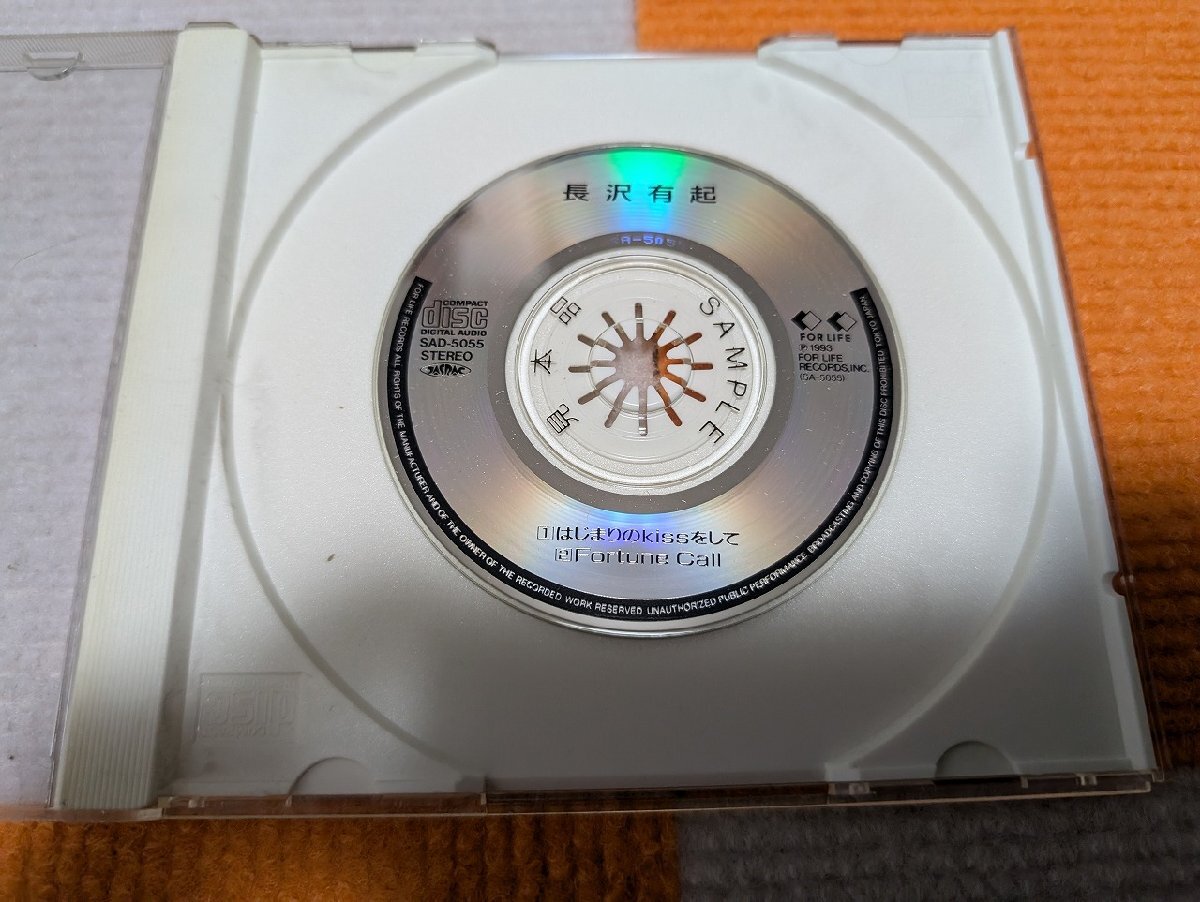 長沢有起
COMPACT
disc
DIGITAL AUDIO
SAD-5055
STEREO
見本品
SAMPLE
FOR LIFE
℗1993
FOR LIFE
RECORDS, INC.
(SA-5055)
1はじまりのkissをして
2Fortune Call
FOR LIFE RECORDS ALL RIGHTS OF THE MANUFACTURER AND OF THE OWNER OF THE RECORDED WORK RESERVED UNAUTHORIZED PUBLIC PERFORMANCE BROADCASTING AND COPYING OF THIS DISC PROHIBITED TOKYO JAPAN
disc